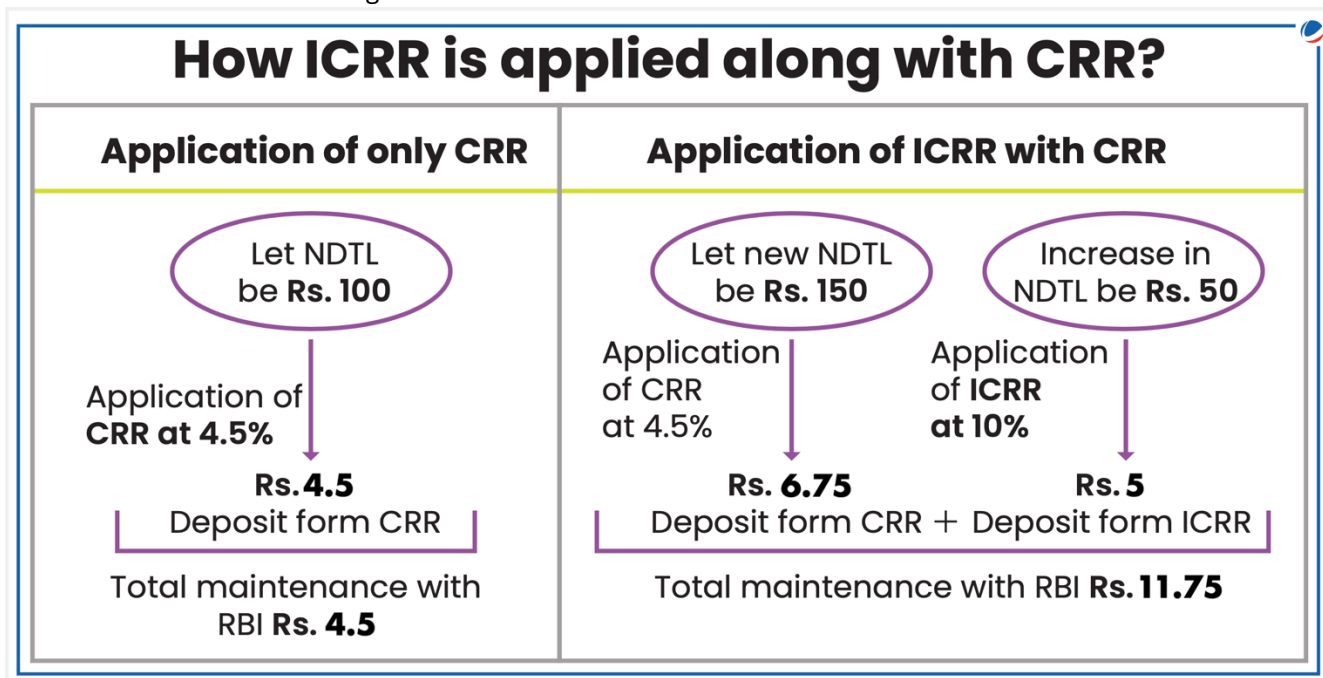 How ICRR is applied along with CRR?
Application of only CRR
Let NDTL
be Rs. 100
Application of
CRR at 4.5%
Rs. 4.5
Deposit form CRR
Total maintenance with
RBI Rs. 4.5
Application of ICRR with CRR
Let new NDTL
be Rs. 150
Application
of CRR
at 4.5%
Rs. 6.75
Increase in
NDTL be Rs. 50
Application
of ICRR
at 10%
Rs. 5
Deposit form CRR + Deposit form ICRR
Total maintenance with RBI Rs. 11.75